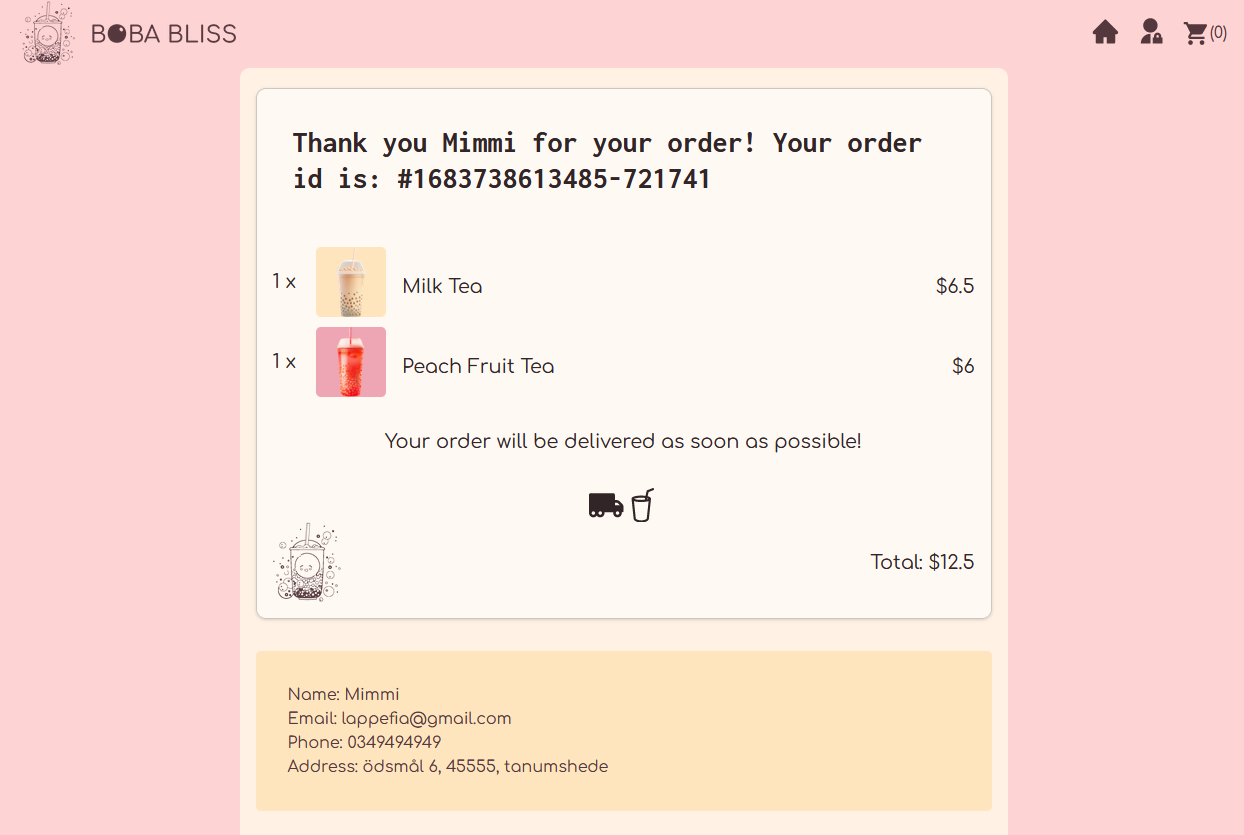 BOBA BLISS
(0)
Thank you Mimmi for your order! Your order
id is: #1683738613485-721741
1 x Milk Tea $6.5
1 x Peach Fruit Tea $6
Your order will be delivered as soon as possible!
Total: $12.5
Name: Mimmi
Email: lappefia@gmail.com
Phone: 0349494949
Address: ödsmål 6, 45555, tanumshede